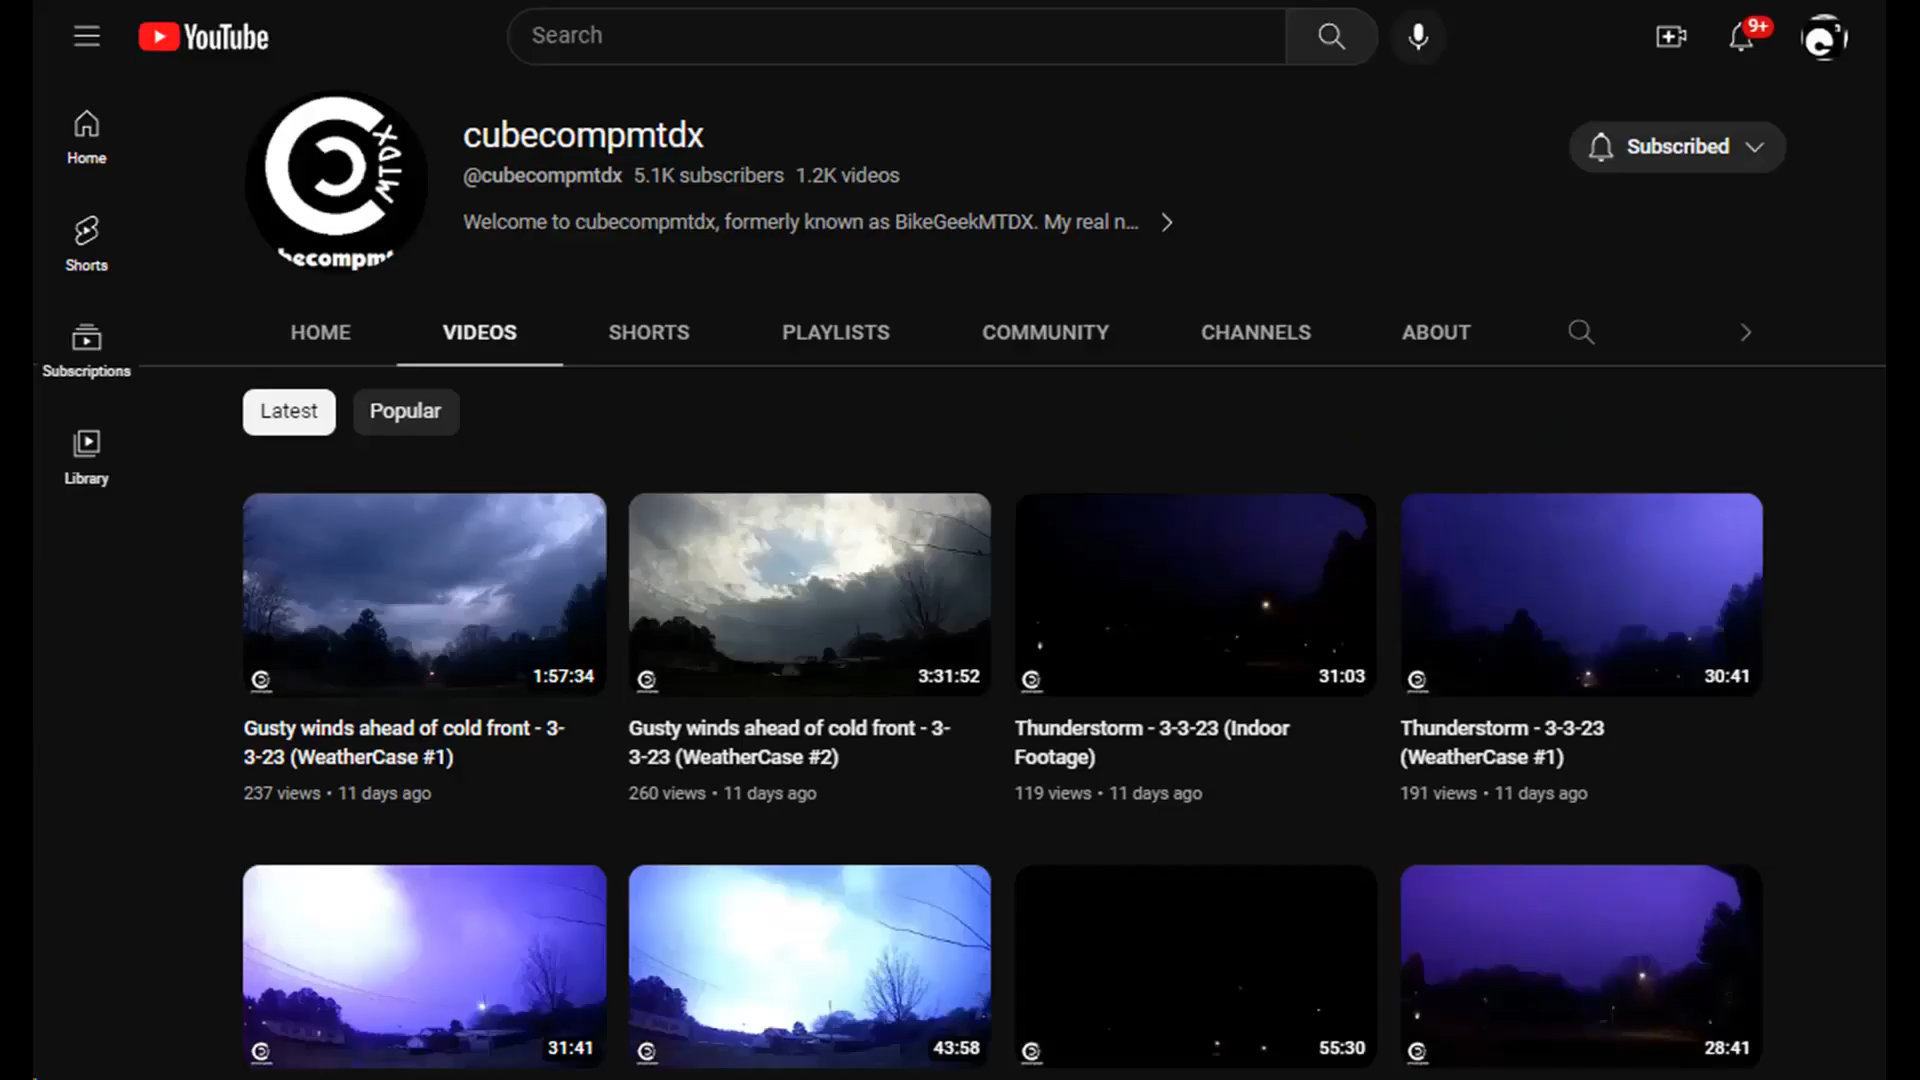 YouTube
Search
9+
Home
Shorts
Subscriptions
Library
MTDX
becompm
cubecompmtdx
@cubecompmtdx 5.1K subscribers 1.2K videos
Welcome to cubecompmtdx, formerly known as BikeGeekMTDX. My real n...
Subscribed
HOME
VIDEOS
SHORTS
PLAYLISTS
COMMUNITY
CHANNELS
ABOUT
Latest
Popular
1:57:34
3:31:52
31:03
30:41
Gusty winds ahead of cold front - 3-
3-23 (WeatherCase #1)
237 views • 11 days ago
Gusty winds ahead of cold front - 3-
3-23 (WeatherCase #2)
260 views • 11 days ago
Thunderstorm - 3-3-23 (Indoor
Footage)
119 views • 11 days ago
Thunderstorm - 3-3-23
(WeatherCase #1)
191 views • 11 days ago
31:41
43:58
55:30
28:41